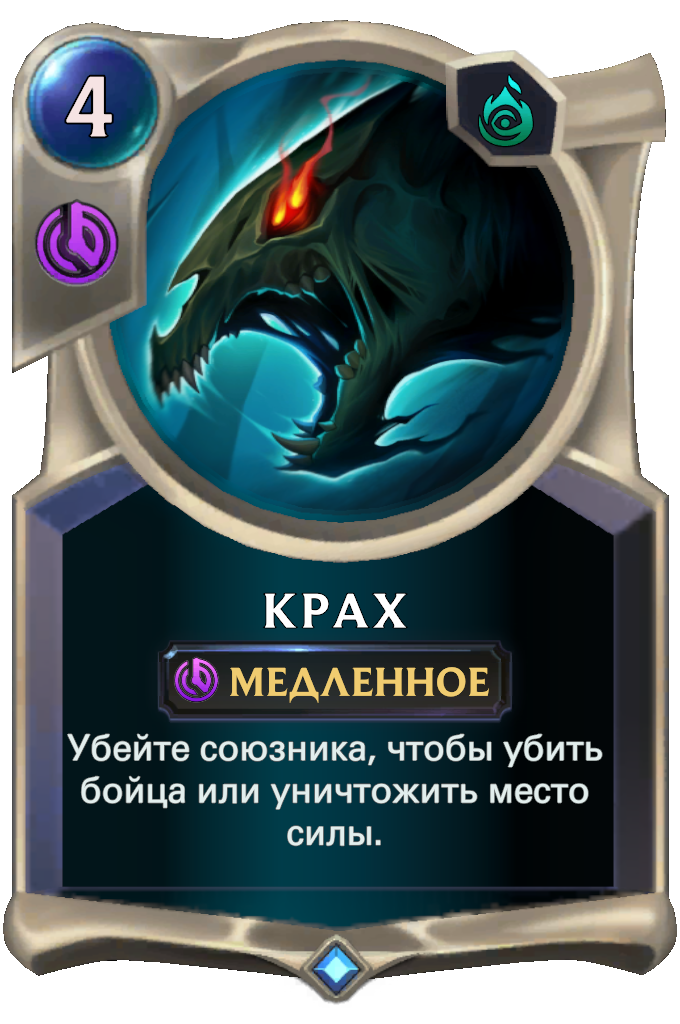 4
КРАХ
МЕДЛЕННОЕ
Убейте союзника, чтобы убить
бойца или уничтожить место
силы.